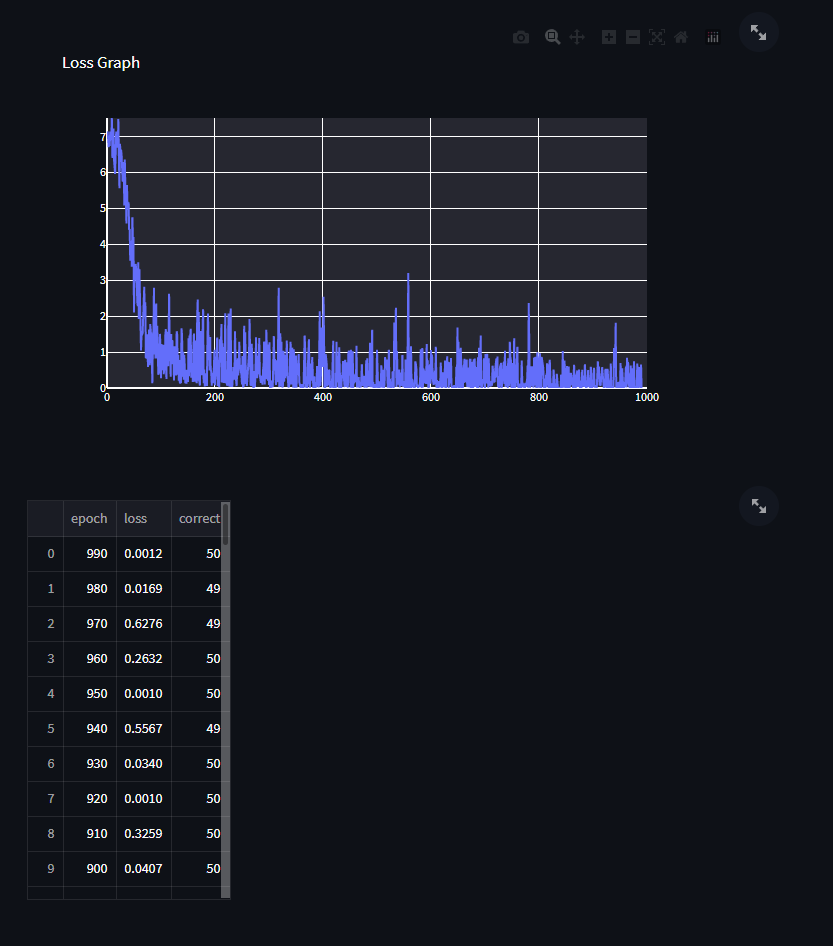 Loss Graph
7
6
5
4
3
2
1
0
0 200 400 600 800 1000
epoch loss correct
0 990 0.0012 50
1 980 0.0169 49
2 970 0.6276 49
3 960 0.2632 50
4 950 0.0010 50
5 940 0.5567 49
6 930 0.0340 50
7 920 0.0010 50
8 910 0.3259 50
9 900 0.0407 50